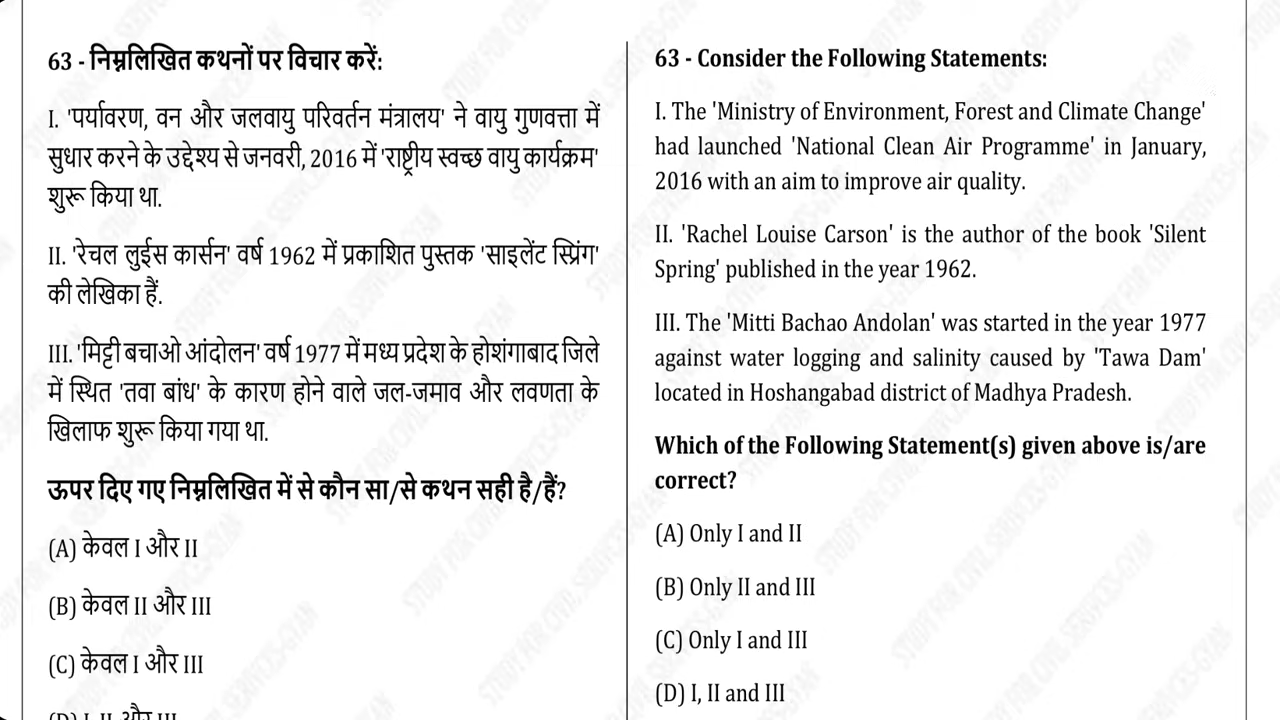 63 - निम्नलिखित कथनों पर विचार करें:
I. 'पर्यावरण, वन और जलवायु परिवर्तन मंत्रालय' ने वायु गुणवत्ता में
सुधार करने के उद्देश्य से जनवरी, 2016 में 'राष्ट्रीय स्वच्छ वायु कार्यक्रम'
शुरू किया था.
II. 'रेचल लुईस कार्सन' वर्ष 1962 में प्रकाशित पुस्तक 'साइलेंट स्प्रिंग'
की लेखिका हैं.
III. 'मिट्टी बचाओ आंदोलन' वर्ष 1977 में मध्य प्रदेश के होशंगाबाद जिले
में स्थित 'तवा बांध' के कारण होने वाले जल-जमाव और लवणता के
खिलाफ शुरू किया गया था.
ऊपर दिए गए निम्नलिखित में से कौन सा/से कथन सही है/हैं?
(A) केवल I और II
(B) केवल II और III
(C) केवल I और III
(D) I, II और III
63 - Consider the Following Statements:
I. The 'Ministry of Environment, Forest and Climate Change'
had launched 'National Clean Air Programme' in January,
2016 with an aim to improve air quality.
II. 'Rachel Louise Carson' is the author of the book 'Silent
Spring' published in the year 1962.
III. The 'Mitti Bachao Andolan' was started in the year 1977
against water logging and salinity caused by 'Tawa Dam'
located in Hoshangabad district of Madhya Pradesh.
Which of the Following Statement(s) given above is/are
correct?
(A) Only I and II
(B) Only II and III
(C) Only I and III
(D) I, II and III
STUDY FOR CIVIL SERVICES-GYAN